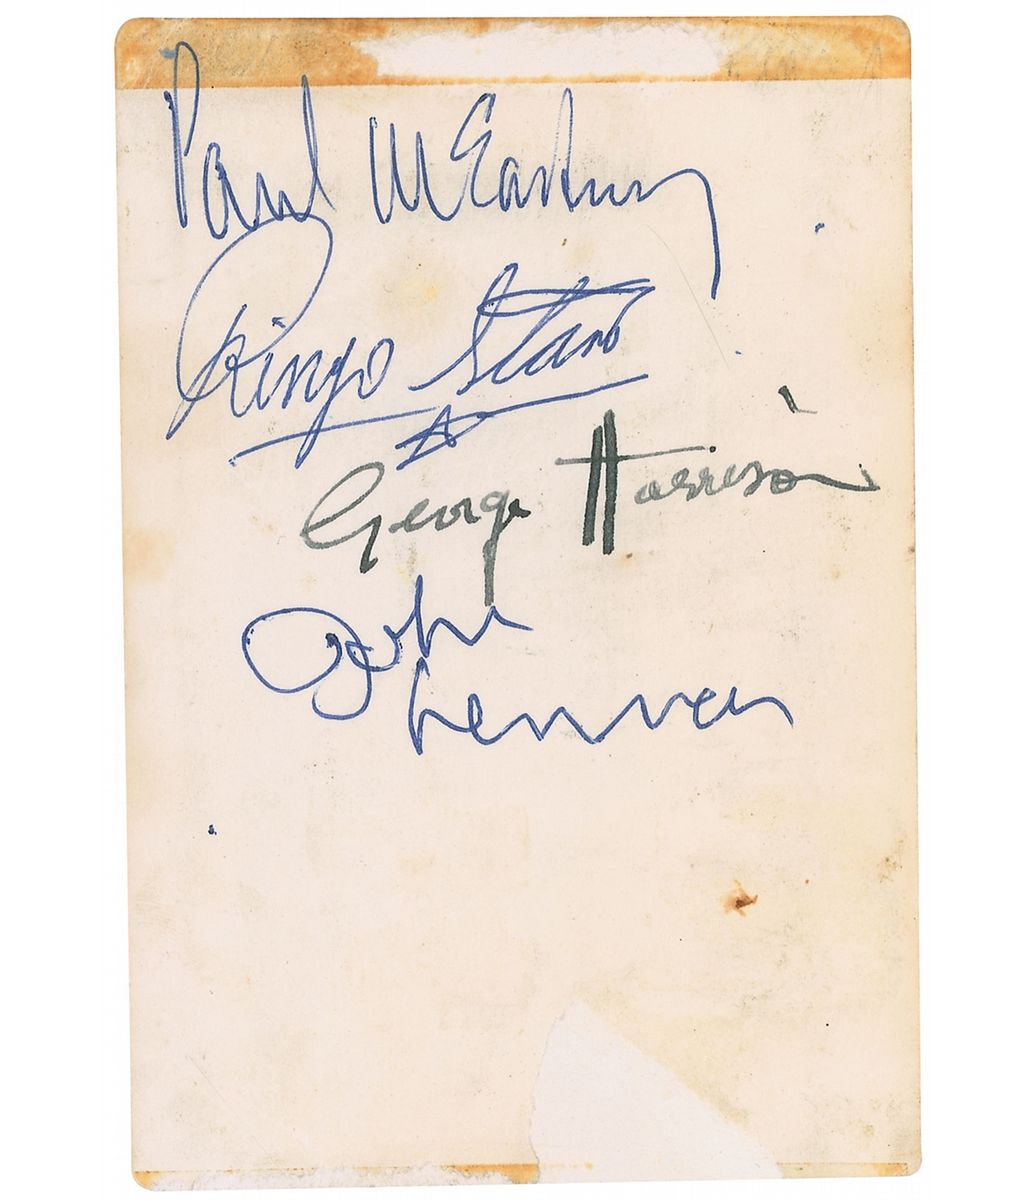 Paul McCartney
Ringo Starr
George Harrison
John
Lennon